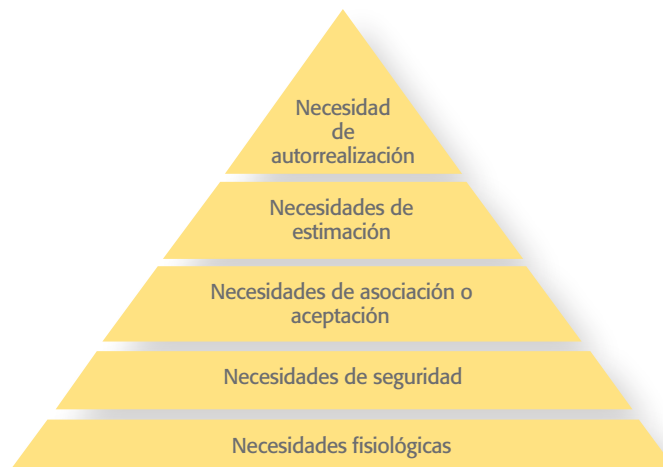 Necesidad
de
autorrealización
Necesidades de
estimación
Necesidades de asociación o
aceptación
Necesidades de seguridad
Necesidades fisiológicas